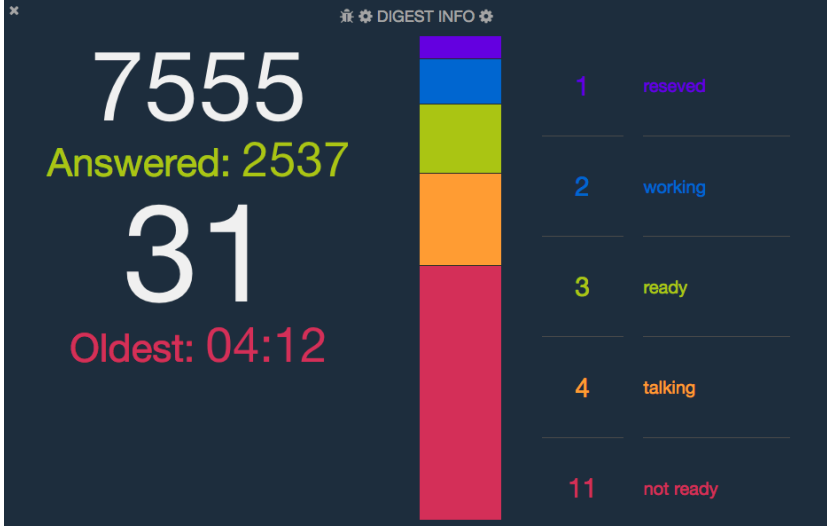 DIGEST INFO
7555
Answered: 2537
31
Oldest: 04:12
1 reseved
2 working
3 ready
4 talking
11 not ready